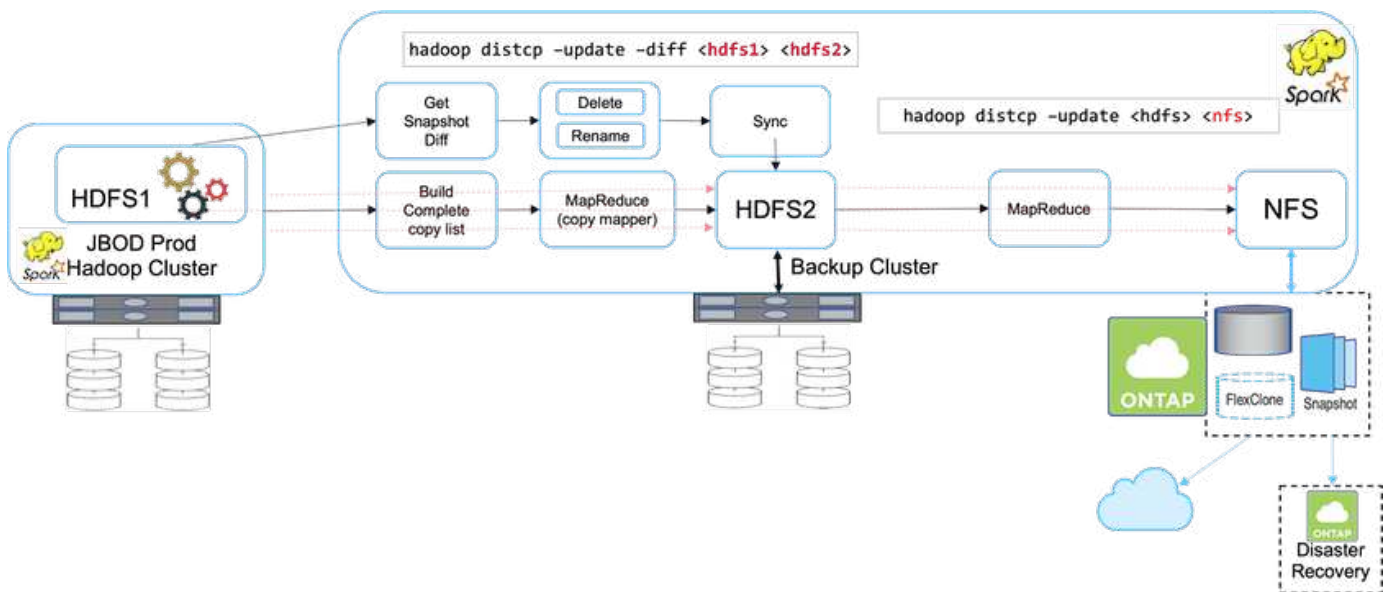 hadoop distcp –update –diff <hdfs1> <hdfs2>
Spark
hadoop distcp –update <hdfs> <nfs>
Get
Snapshot
Diff
Delete
Rename
Sync
HDFS1
Build
Complete
copy list
MapReduce
(copy mapper)
HDFS2
MapReduce
NFS
JBOD Prod
Hadoop Cluster
Spark
Backup Cluster
ONTAP
FlexClone
Snapshot
ONTAP
Disaster
Recovery